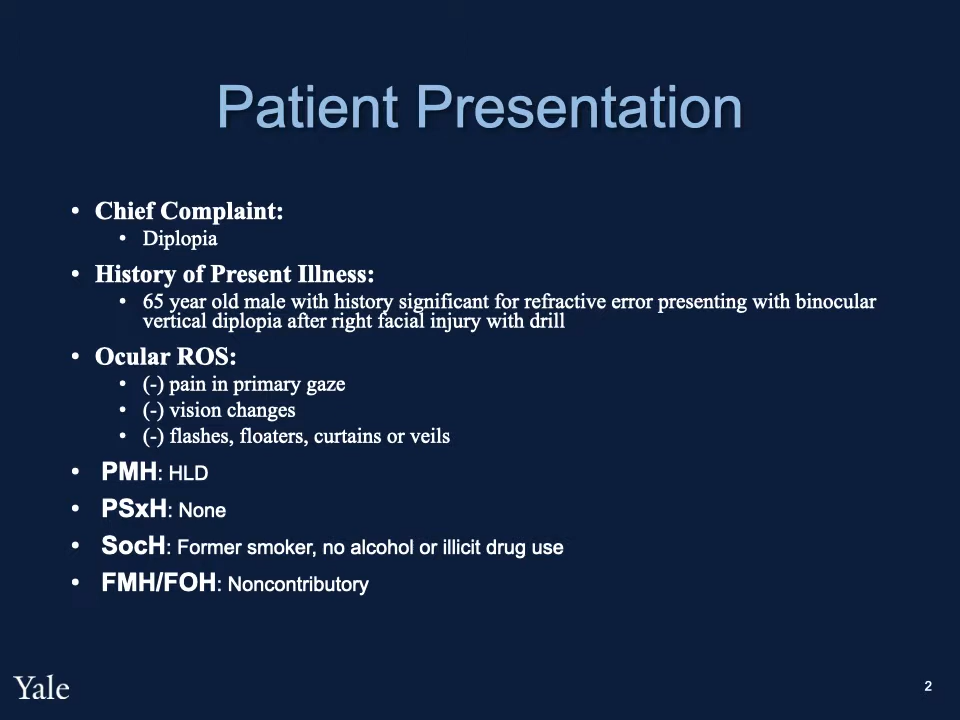 Patient Presentation
• Chief Complaint:
• Diplopia
• History of Present Illness:
• 65 year old male with history significant for refractive error presenting with binocular
vertical diplopia after right facial injury with drill
• Ocular ROS:
• (-) pain in primary gaze
• (-) vision changes
• (-) flashes, floaters, curtains or veils
• PMH: HLD
• PSxH: None
• SocH: Former smoker, no alcohol or illicit drug use
• FMH/FOH: Noncontributory
Yale
2